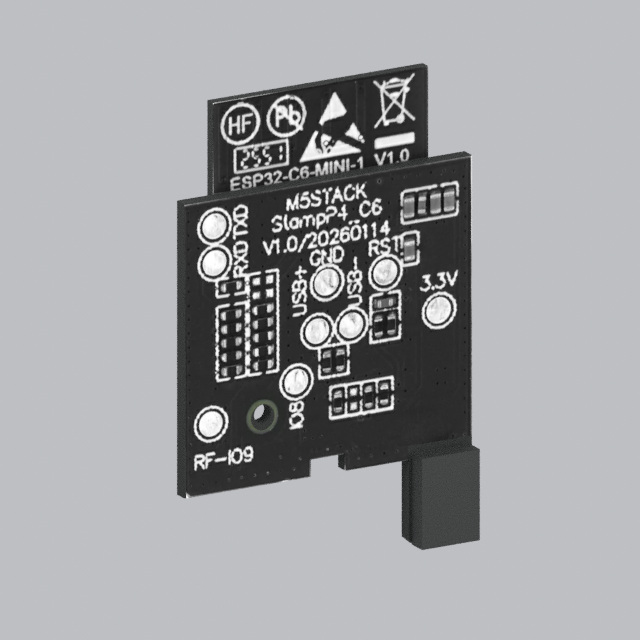 HF
Pb
2551
ESP32-C6-MINI-1 V1.0
M5STACK
StampP4_C6
V1.0/20260114
TXD
RXD
GND
RST
USB+
USB-
3.3V
IO8
RF-IO9